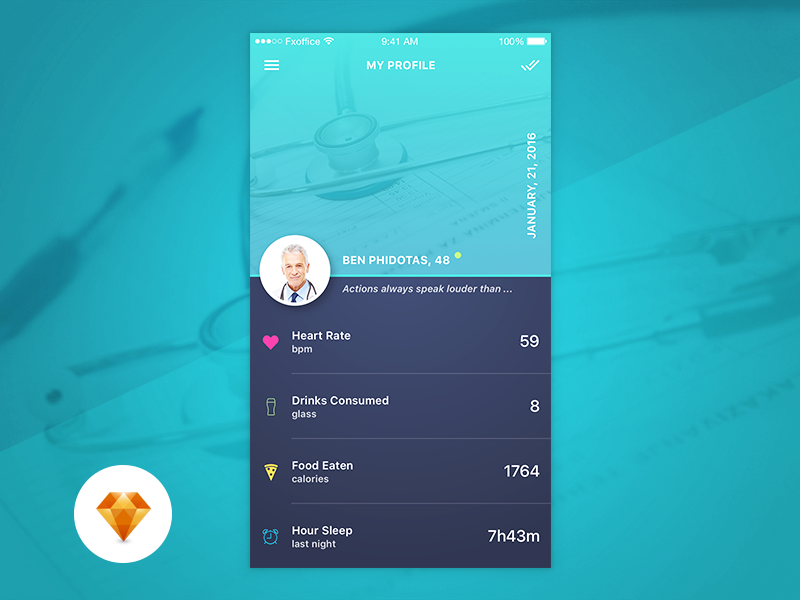 Fxoffice 9:41 AM 100%
MY PROFILE
JANUARY, 21, 2016
BEN PHIDOTAS, 48
Actions always speak louder than ...
Heart Rate 59
bpm
Drinks Consumed 8
glass
Food Eaten 1764
calories
Hour Sleep 7h43m
last night